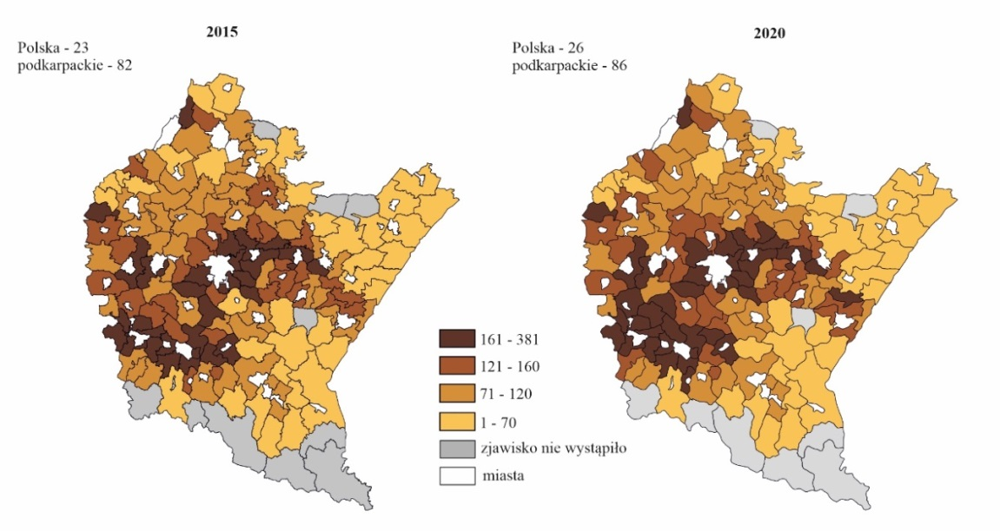 2015
Polska - 23
podkarpackie - 82
2020
Polska - 26
podkarpackie - 86
161 - 381
121 - 160
71 - 120
1 - 70
zjawisko nie wystąpiło
miasta